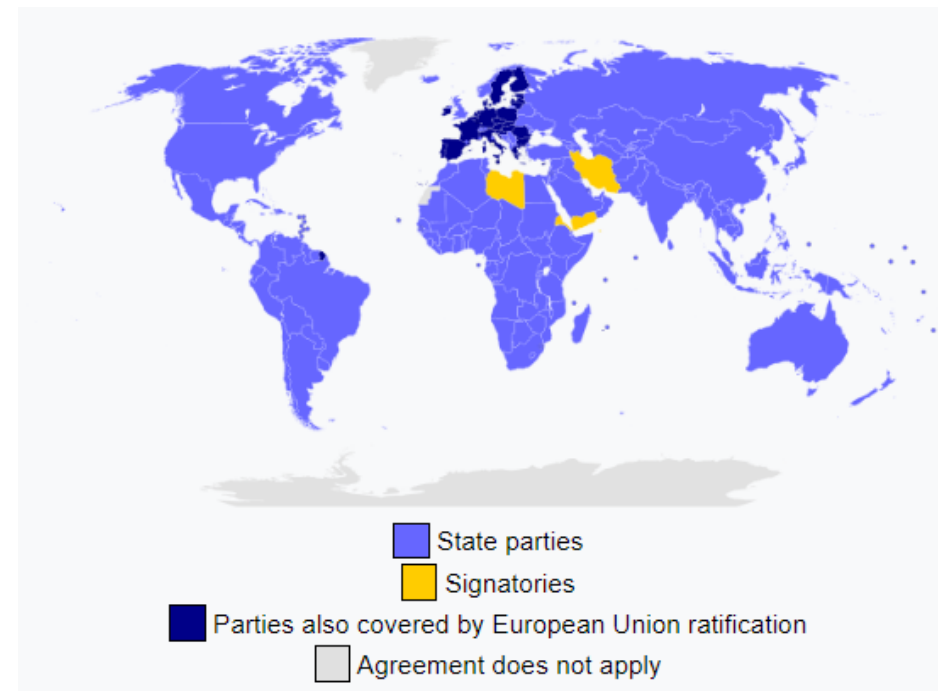 State parties
Signatories
Parties also covered by European Union ratification
Agreement does not apply